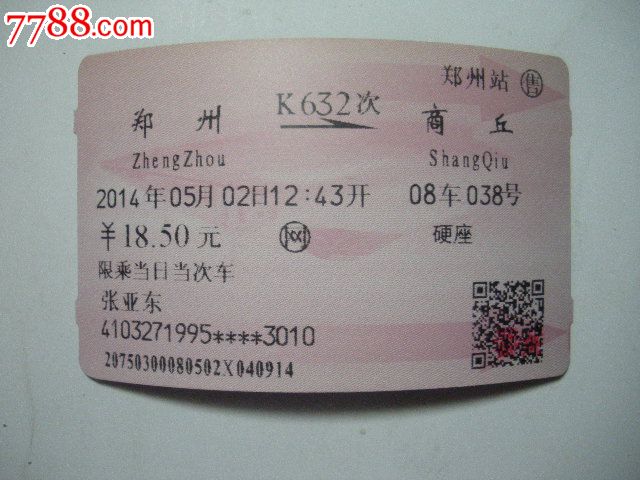 7788.com
郑州站 售
K632次
郑州 商丘
ZhengZhou ShangQiu
2014年05月02日12:43开 08车038号
￥18.50元 网 硬座
限乘当日当次车
张亚东
4103271995****3010
20750300080502X040914